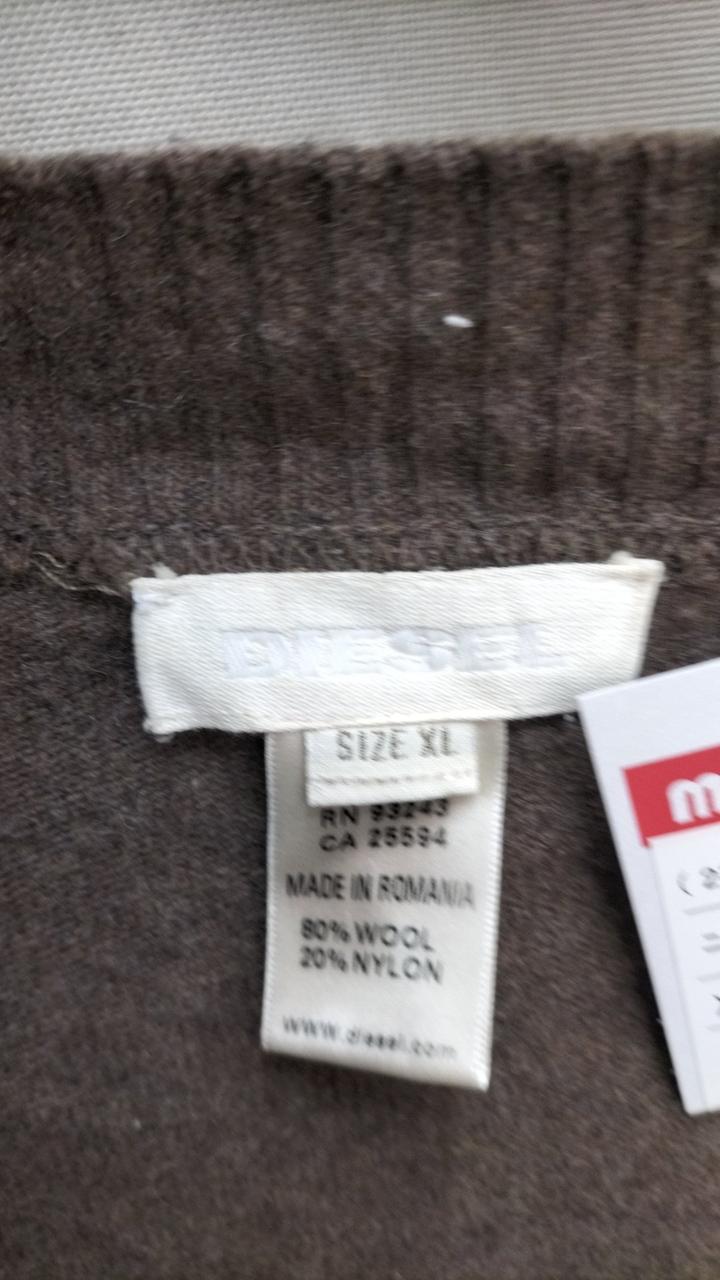 DIESEL
SIZE XL
RN 93243
CA 25594
MADE IN ROMANIA
80% WOOL
20% NYLON
www.diesel.com
m